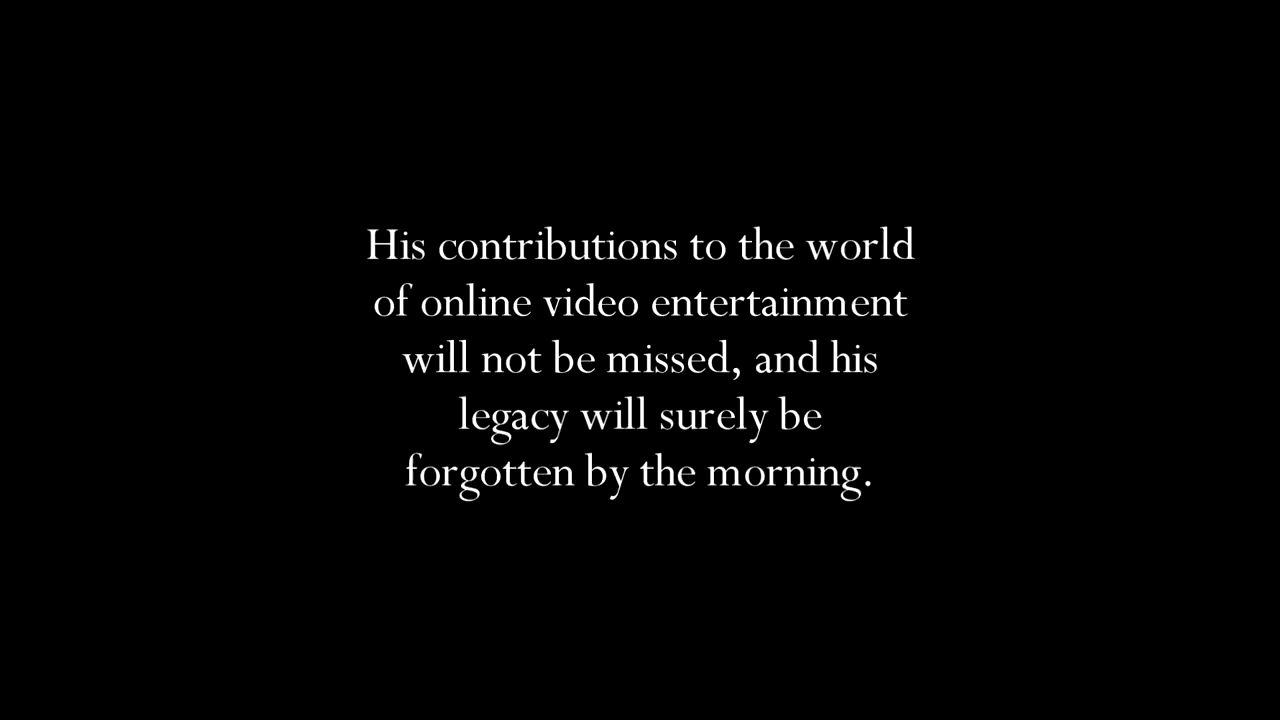 His contributions to the world
of online video entertainment
will not be missed, and his
legacy will surely be
forgotten by the morning.